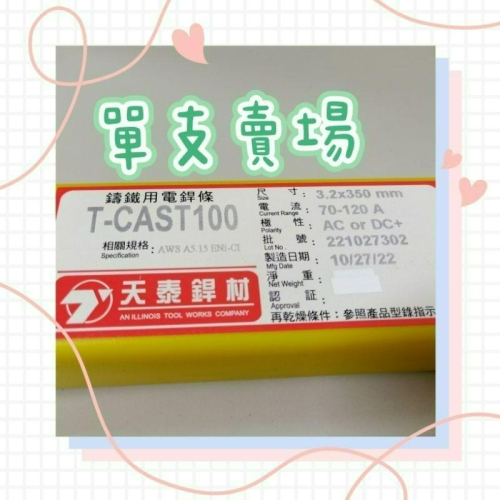 單支賣場
鑄鐵用電銲條
T-CAST100
相關規格：AWS A5.15 ENi-CI
Specification
天泰銲材
AN ILLINOIS TOOL WORKS COMPANY
尺 寸：3.2x350 mm
Size
電 流：70-120 A
Current Range
極 性：AC or DC+
Polarity
批 號：221027302
Lot No.
製造日期：10/27/22
Mfg Date
淨 重：
Net Weight
認 証：
Approval
再乾燥條件：參照產品型錄指示